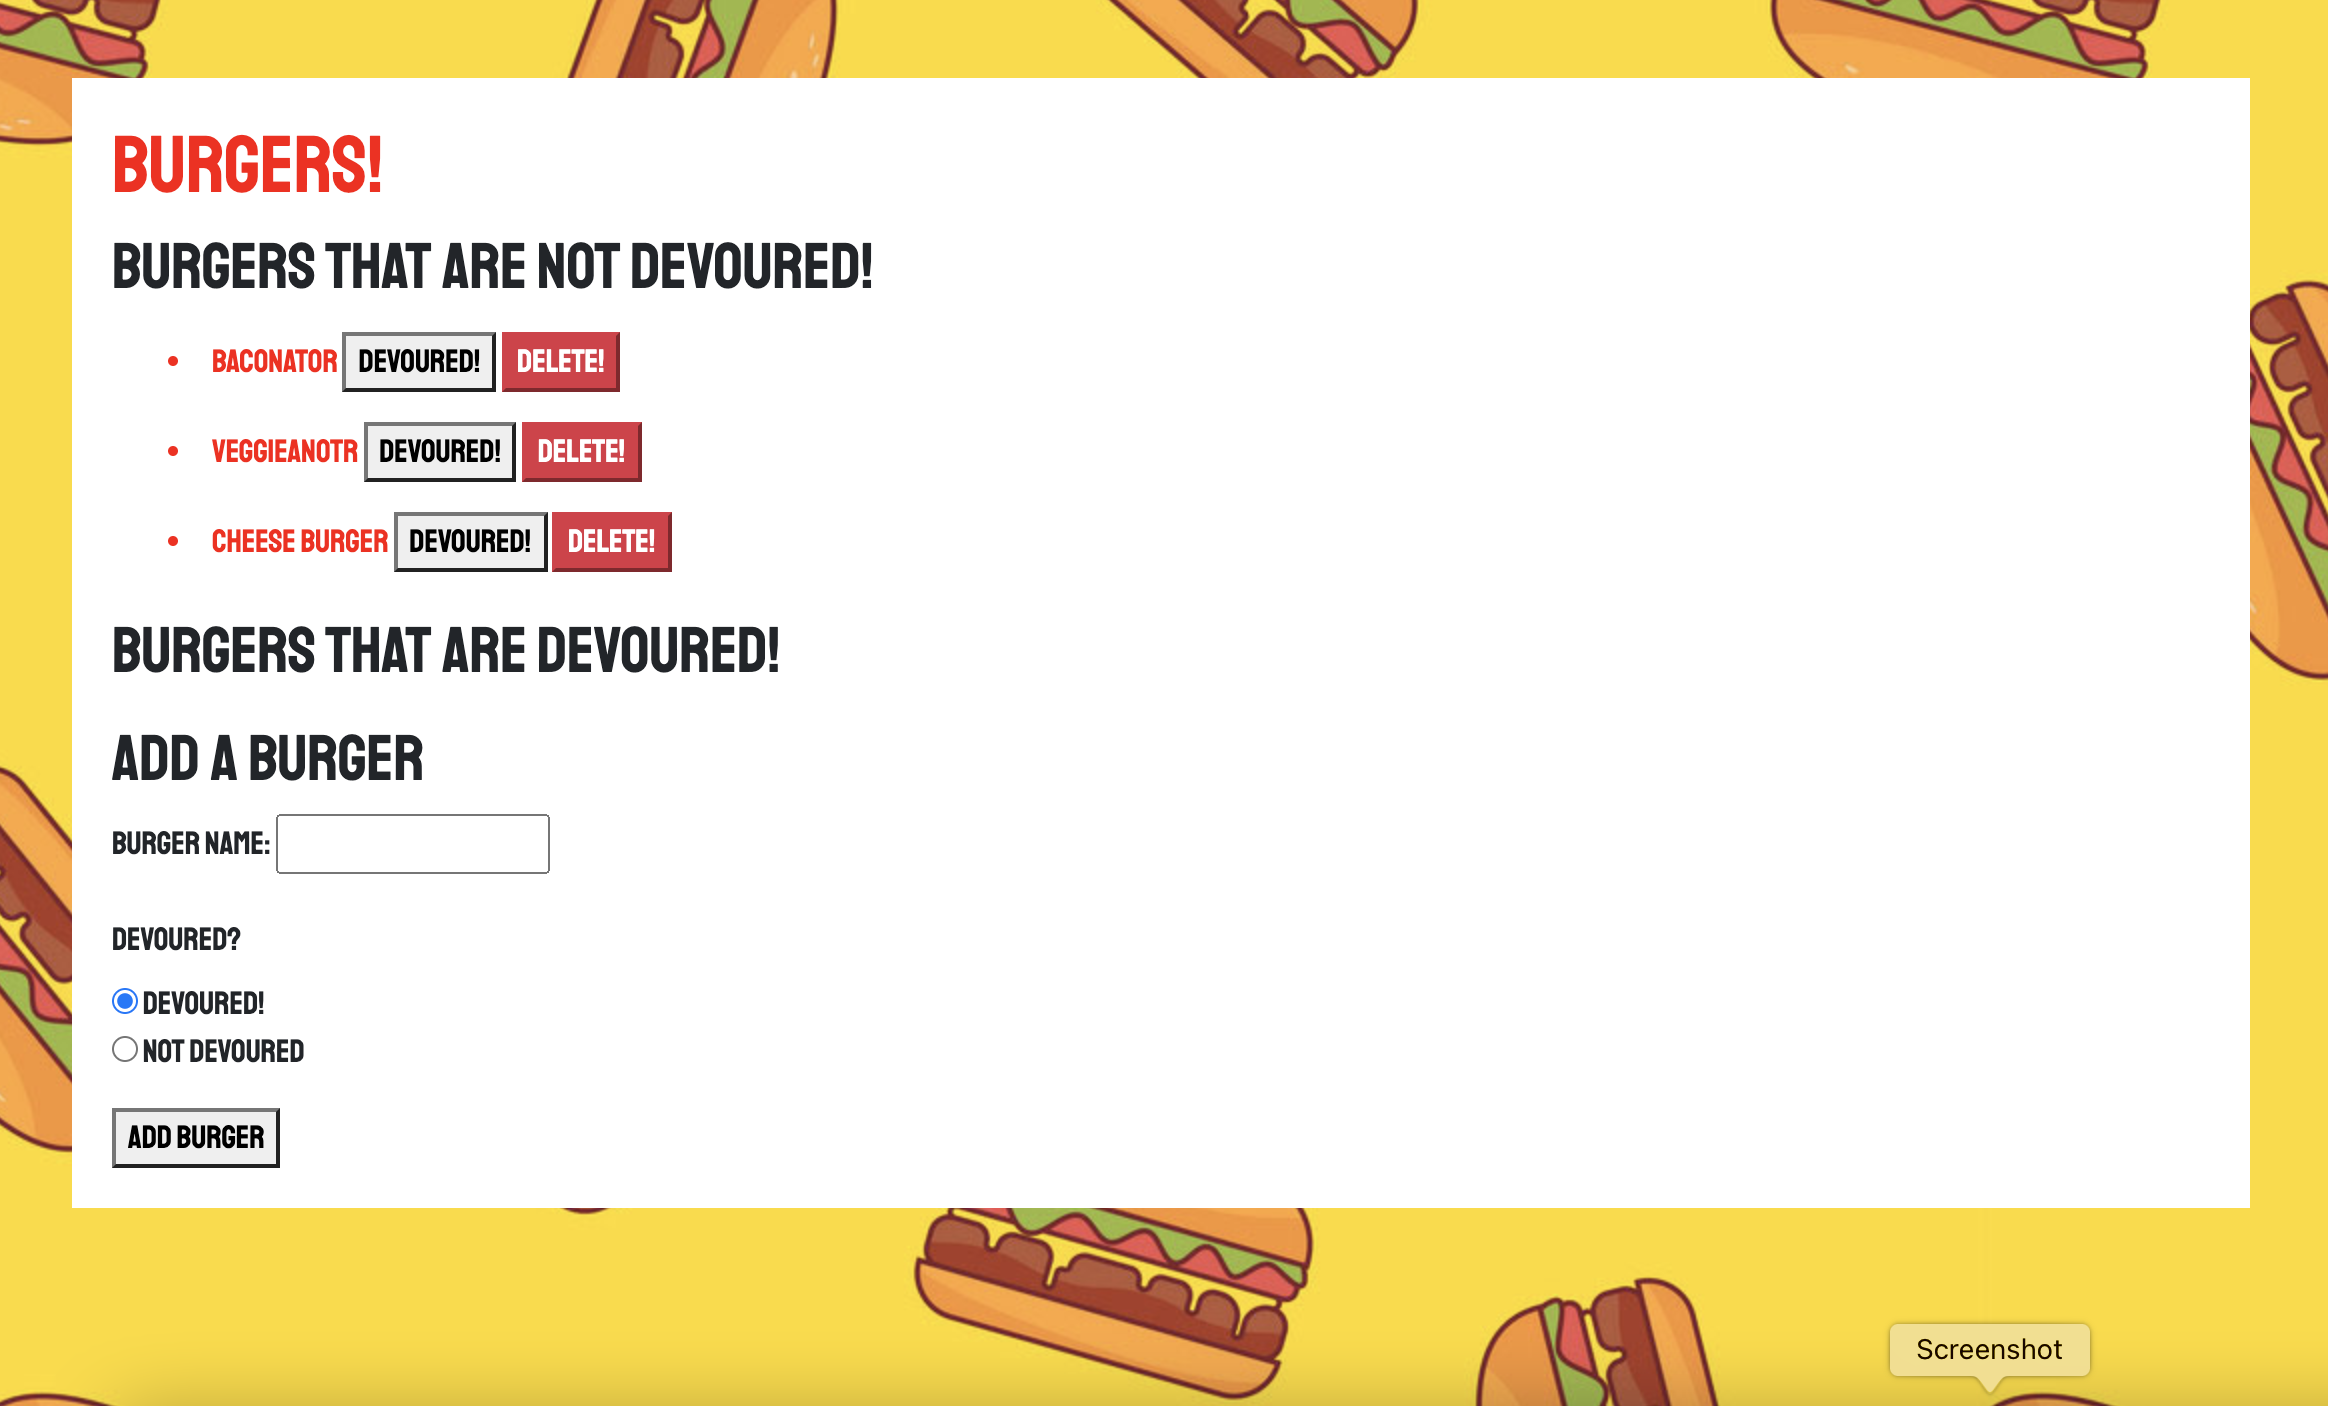 BURGERS!
BURGERS THAT ARE NOT DEVOURED!
BACONATOR DEVOURED! DELETE!
VEGGIEANOTR DEVOURED! DELETE!
CHEESE BURGER DEVOURED! DELETE!
BURGERS THAT ARE DEVOURED!
ADD A BURGER
BURGER NAME:
DEVOURED?
DEVOURED!
NOT DEVOURED
ADD BURGER
Screenshot